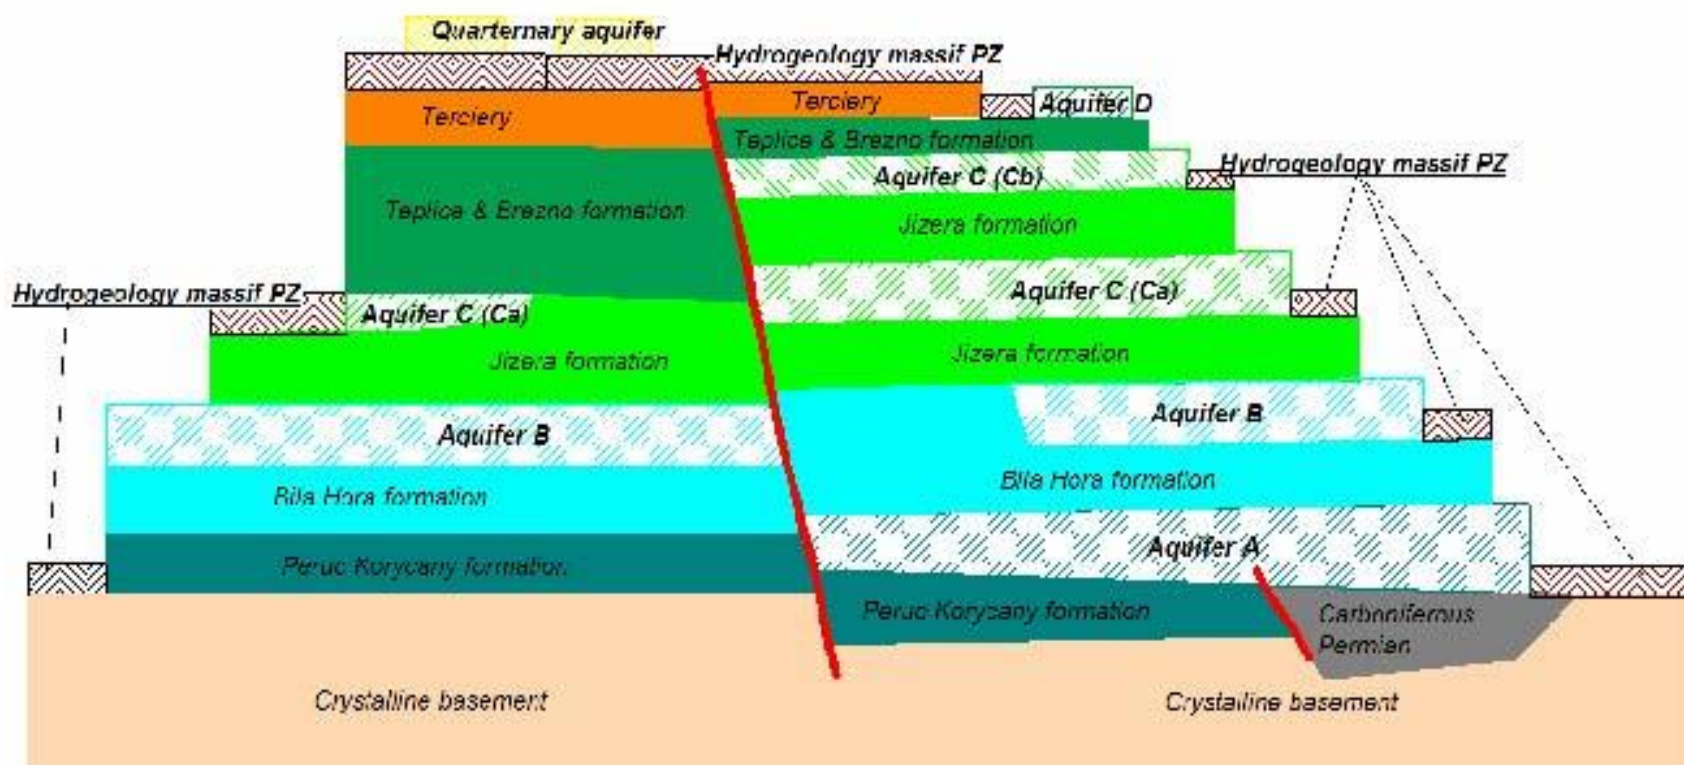 Quarternary aquifer
Hydrogeology massif PZ
Terciery
Terciery
Aquifer D
Teplice & Brezno formation
Hydrogeology massif PZ
Aquifer C (Cb)
Teplice & Brezno formation
Jizera formation
Hydrogeology massif PZ
Aquifer C (Ca)
Aquifer C (Ca)
Jizera formation
Jizera formation
Aquifer B
Aquifer B
Bila Hora formation
Bila Hora formation
Aquifer A
Peruc Korycany formation
Peruc Korycany formation
Carboniferous
Permian
Crystalline basement
Crystalline basement